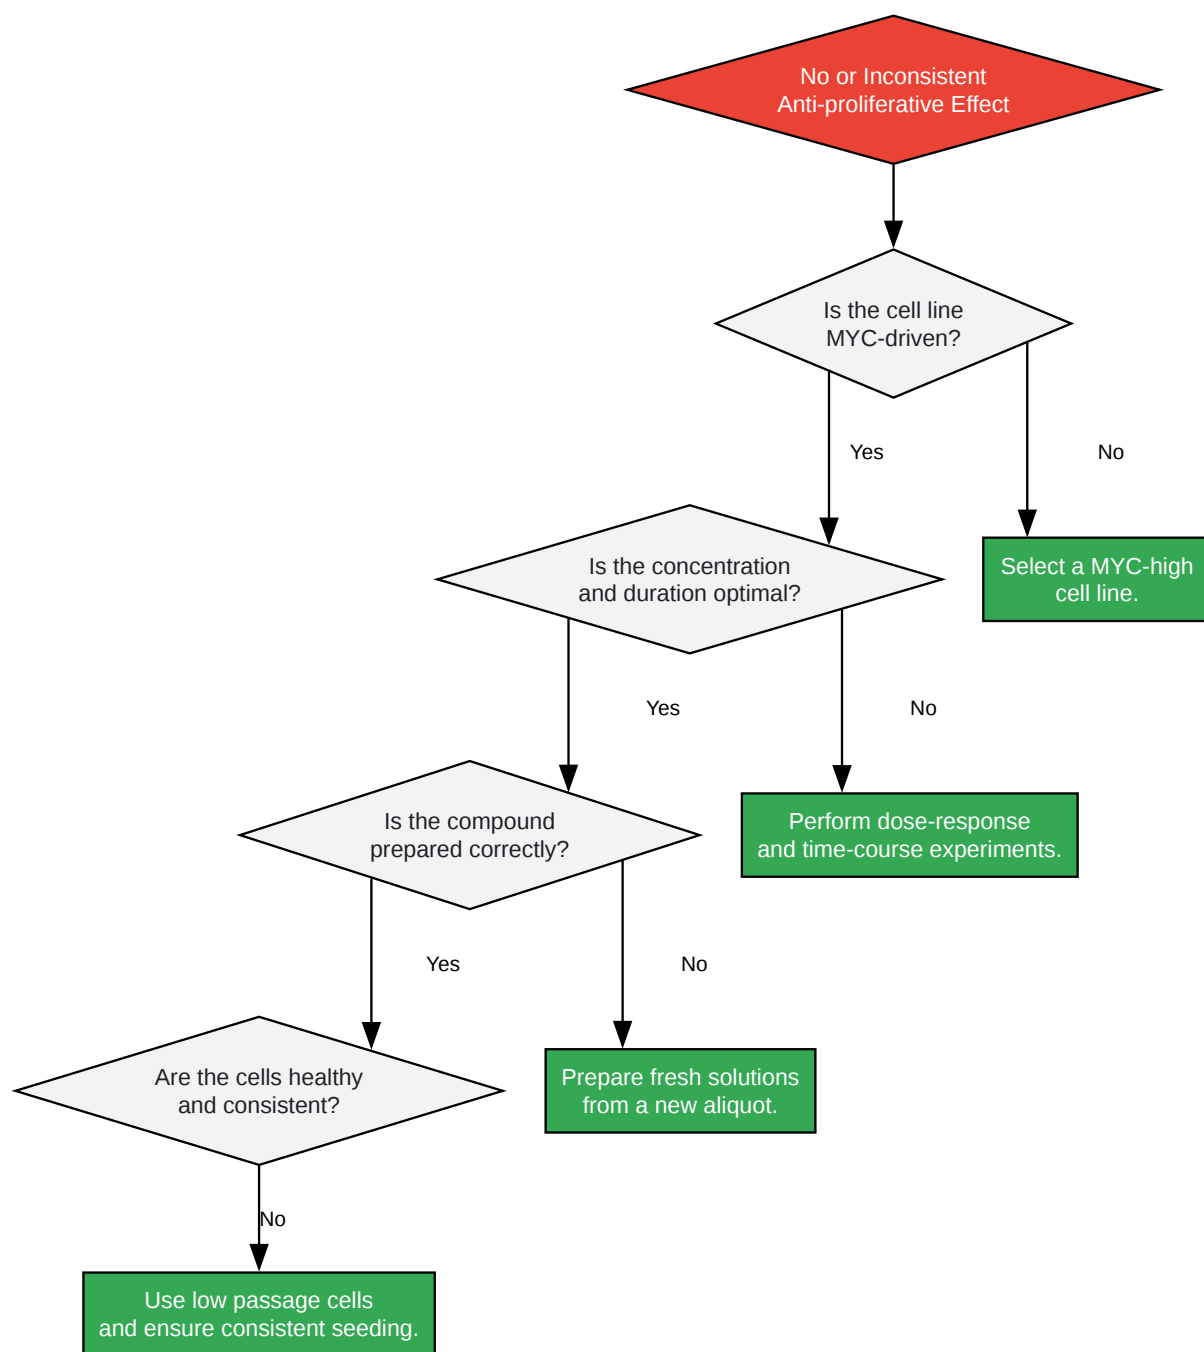 No or Inconsistent
Anti-proliferative Effect
Is the cell line
MYC-driven?
Yes
No
Is the concentration
and duration optimal?
Select a MYC-high
cell line.
Yes
No
Is the compound
prepared correctly?
Perform dose-response
and time-course experiments.
Yes
No
Are the cells healthy
and consistent?
Prepare fresh solutions
from a new aliquot.
No
Use low passage cells
and ensure consistent seeding.